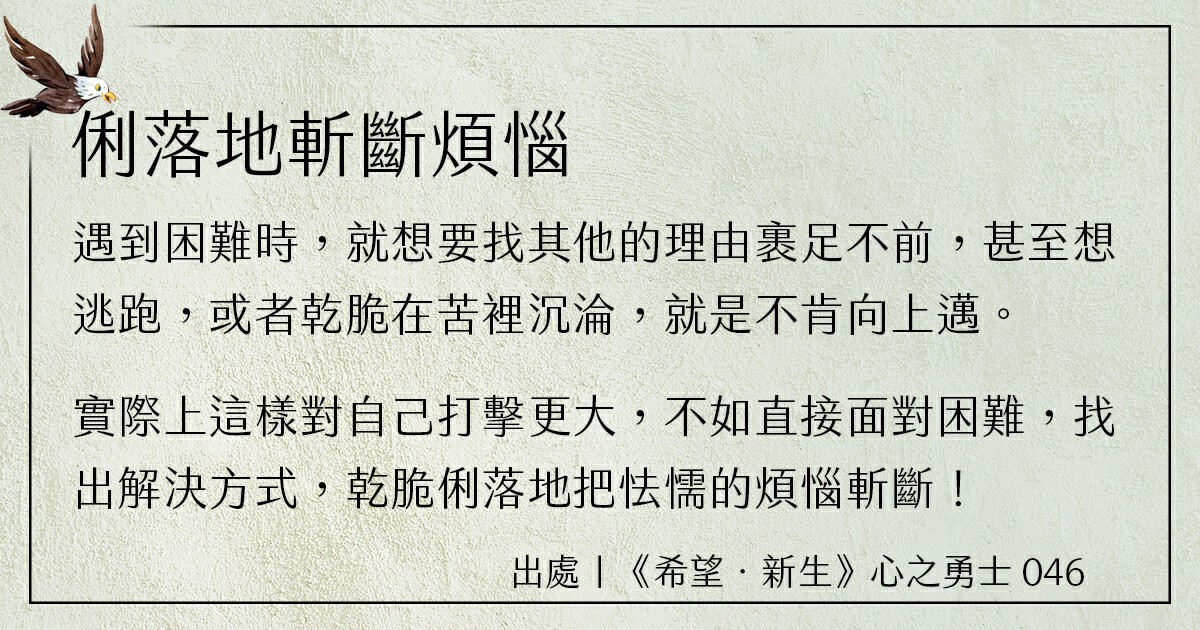 俐落地斬斷煩惱
遇到困難時，就想要找其他的理由裹足不前，甚至想
逃跑，或者乾脆在苦裡沉淪，就是不肯向上邁。
實際上這樣對自己打擊更大，不如直接面對困難，找
出解決方式，乾脆俐落地把怯懦的煩惱斬斷！
出處丨《希望．新生》心之勇士 046